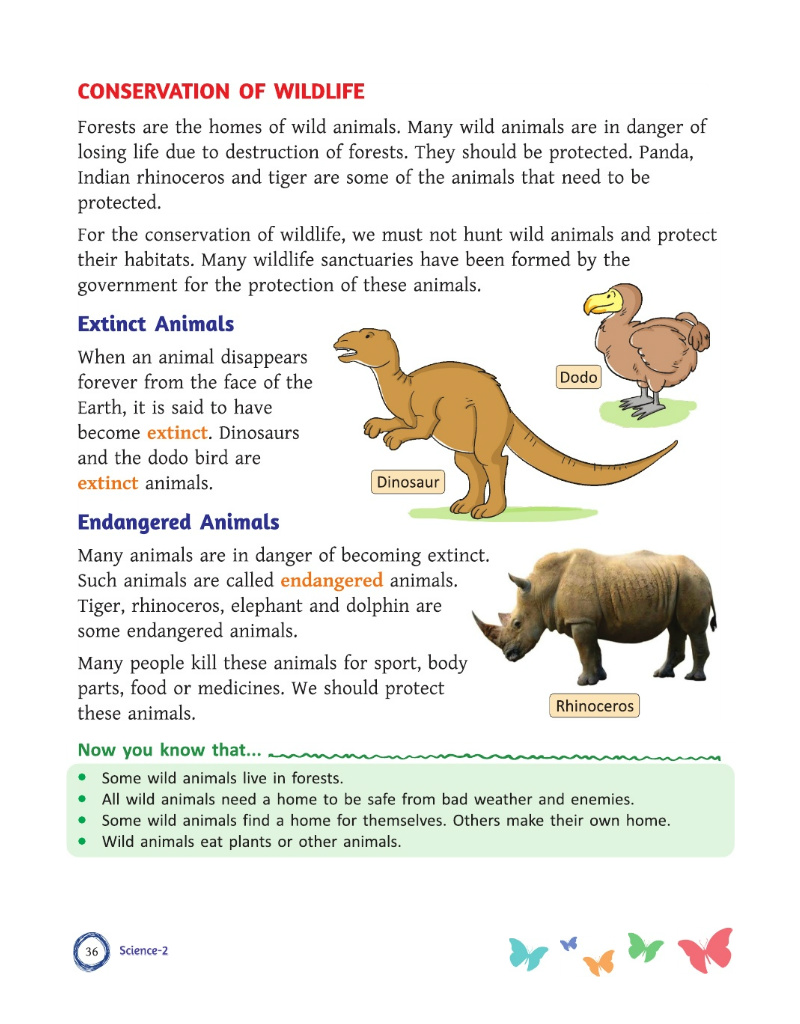 CONSERVATION OF WILDLIFE
Forests are the homes of wild animals. Many wild animals are in danger of
losing life due to destruction of forests. They should be protected. Panda,
Indian rhinoceros and tiger are some of the animals that need to be
protected.
For the conservation of wildlife, we must not hunt wild animals and protect
their habitats. Many wildlife sanctuaries have been formed by the
government for the protection of these animals.
Extinct Animals
When an animal disappears
forever from the face of the
Earth, it is said to have
become extinct. Dinosaurs
and the dodo bird are
extinct animals.
Dodo
Dinosaur
Endangered Animals
Many animals are in danger of becoming extinct.
Such animals are called endangered animals.
Tiger, rhinoceros, elephant and dolphin are
some endangered animals.
Many people kill these animals for sport, body
parts, food or medicines. We should protect
these animals.
Rhinoceros
Now you know that...
• Some wild animals live in forests.
• All wild animals need a home to be safe from bad weather and enemies.
• Some wild animals find a home for themselves. Others make their own home.
• Wild animals eat plants or other animals.
36
Science-2